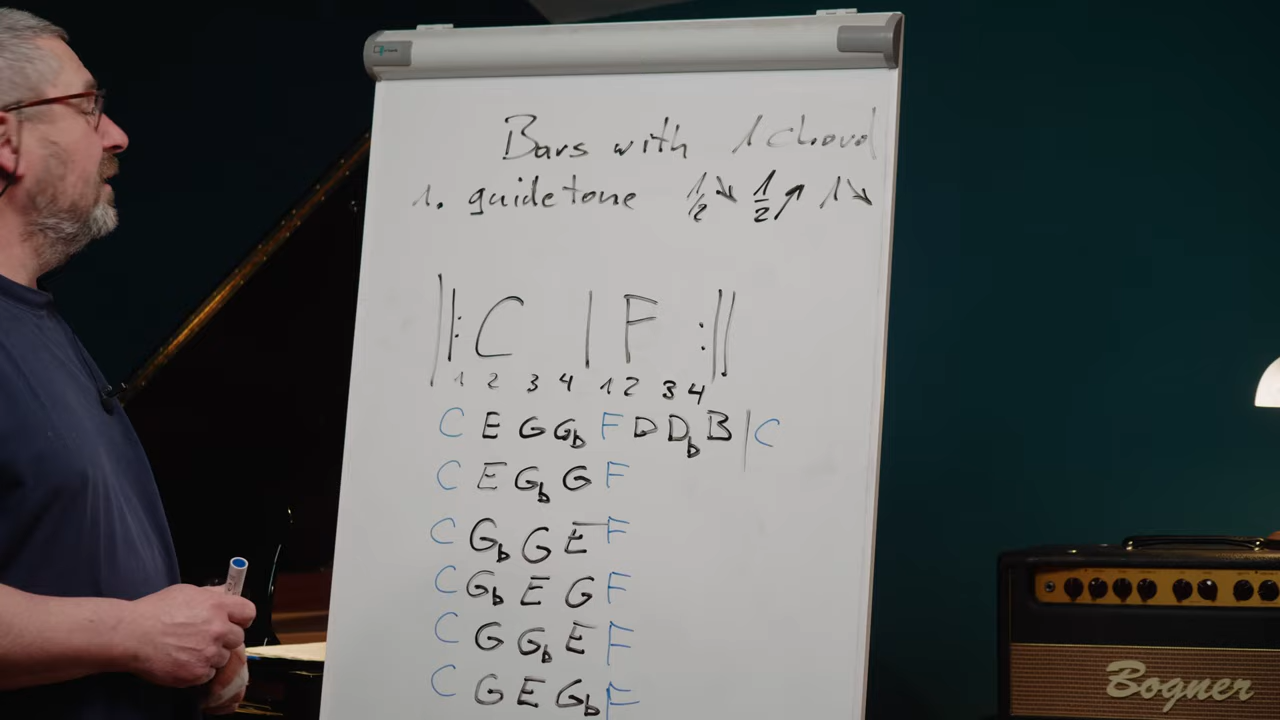 Bars with 1 chord
1. guidetone 1/2↘ 1/2↗ 1↘
||: C | F :||
1 2 3 4 1 2 3 4
C E G Gb F D Db B | C
C E Gb G F
C Gb G E F
C Gb E G F
C G Gb E F
C G E Gb F
Bogner